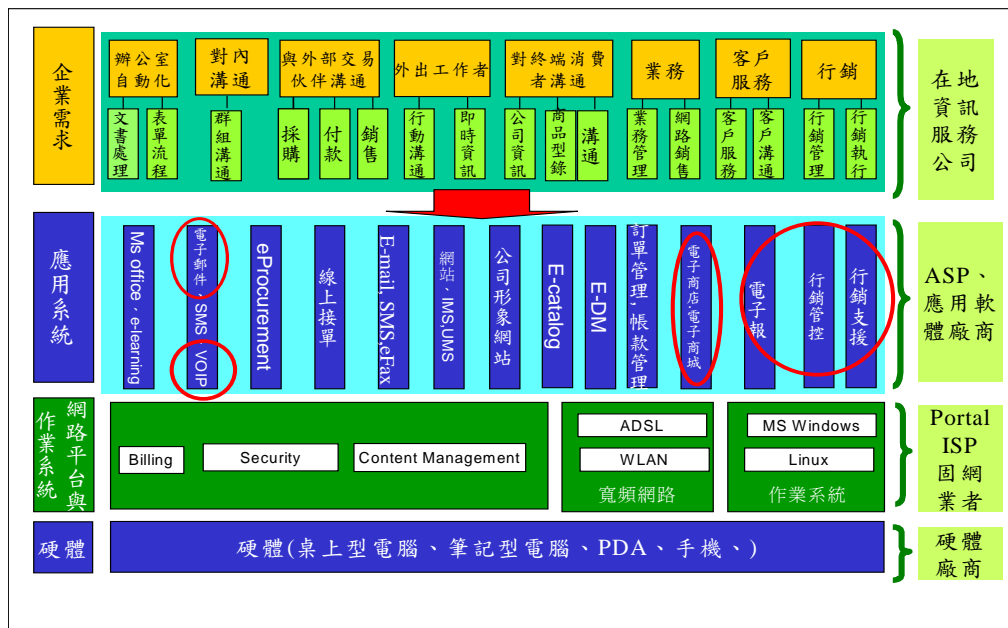 企業需求
辦公室
自動化
對內
溝通
與外部交易
伙伴溝通
外出工作者
對終端消費
者溝通
業務
客戶
服務
行銷
文書處理
表單流程
群組溝通
採購
付款
銷售
行動溝通
即時資訊
公司資訊
商品型錄
溝通
業務管理
網路銷售
客戶服務
客戶溝通
行銷管理
行銷執行
在地
資訊
服務
公司
應用系統
Ms office、e-learning
電子郵件、SMS、VOIP
eProcurement
線上接單
E-mail, SMS,eFax
網站、IMS,UMS
公司形象網站
E-catalog
E-DM
訂單管理,帳款管理
電子商店,電子商城
電子報
行銷管控
行銷支援
ASP、
應用軟
體廠商
網路平台與
作業系統
Billing
Security
Content Management
ADSL
WLAN
寬頻網路
MS Windows
Linux
作業系統
Portal
ISP
固網
業者
硬體
硬體(桌上型電腦、筆記型電腦、PDA、手機、)
硬體
廠商